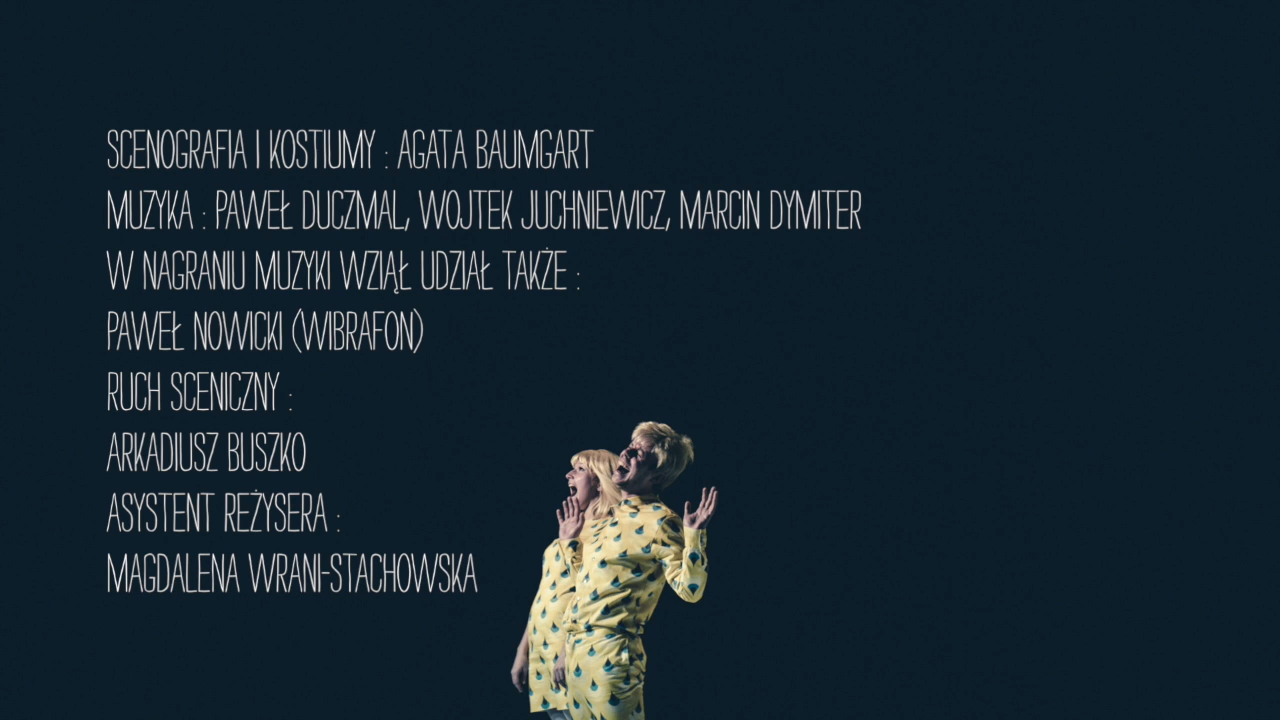 SCENOGRAFIA I KOSTIUMY : AGATA BAUMGART
MUZYKA : PAWEŁ DUCZMAL, WOJTEK JUCHNIEWICZ, MARCIN DYMITER
W NAGRANIU MUZYKI WZIĄŁ UDZIAŁ TAKŻE :
PAWEŁ NOWICKI (WIBRAFON)
RUCH SCENICZNY :
ARKADIUSZ BUSZKO
ASYSTENT REŻYSERA :
MAGDALENA WRANI-STACHOWSKA